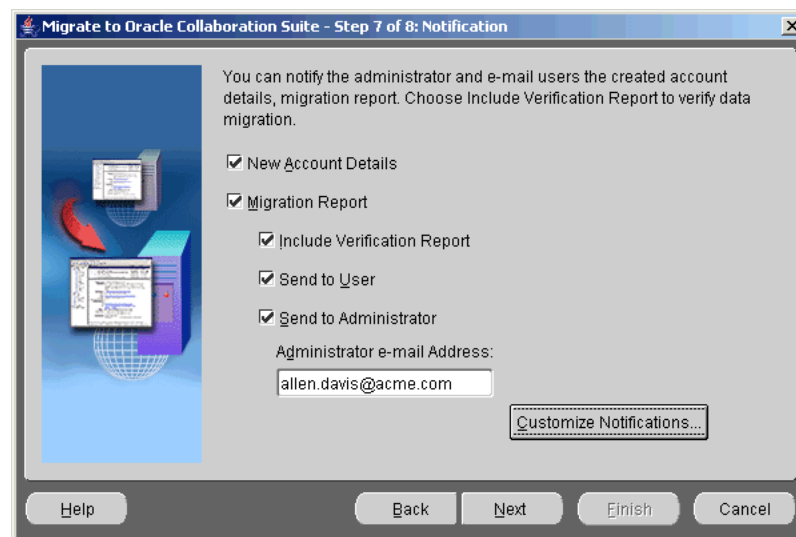 Migrate to Oracle Collaboration Suite - Step 7 of 8: Notification
You can notify the administrator and e-mail users the created account
details, migration report. Choose Include Verification Report to verify data
migration.
New Account Details
Migration Report
Include Verification Report
Send to User
Send to Administrator
Administrator e-mail Address:
allen.davis@acme.com
Customize Notifications...
Help
Back
Next
Finish
Cancel